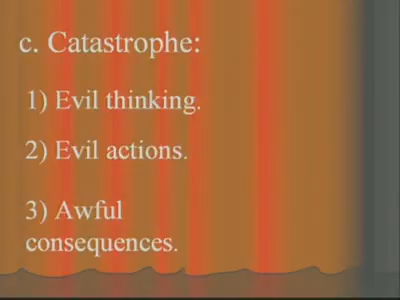 c. Catastrophe:
1) Evil thinking.
2) Evil actions.
3) Awful
consequences.